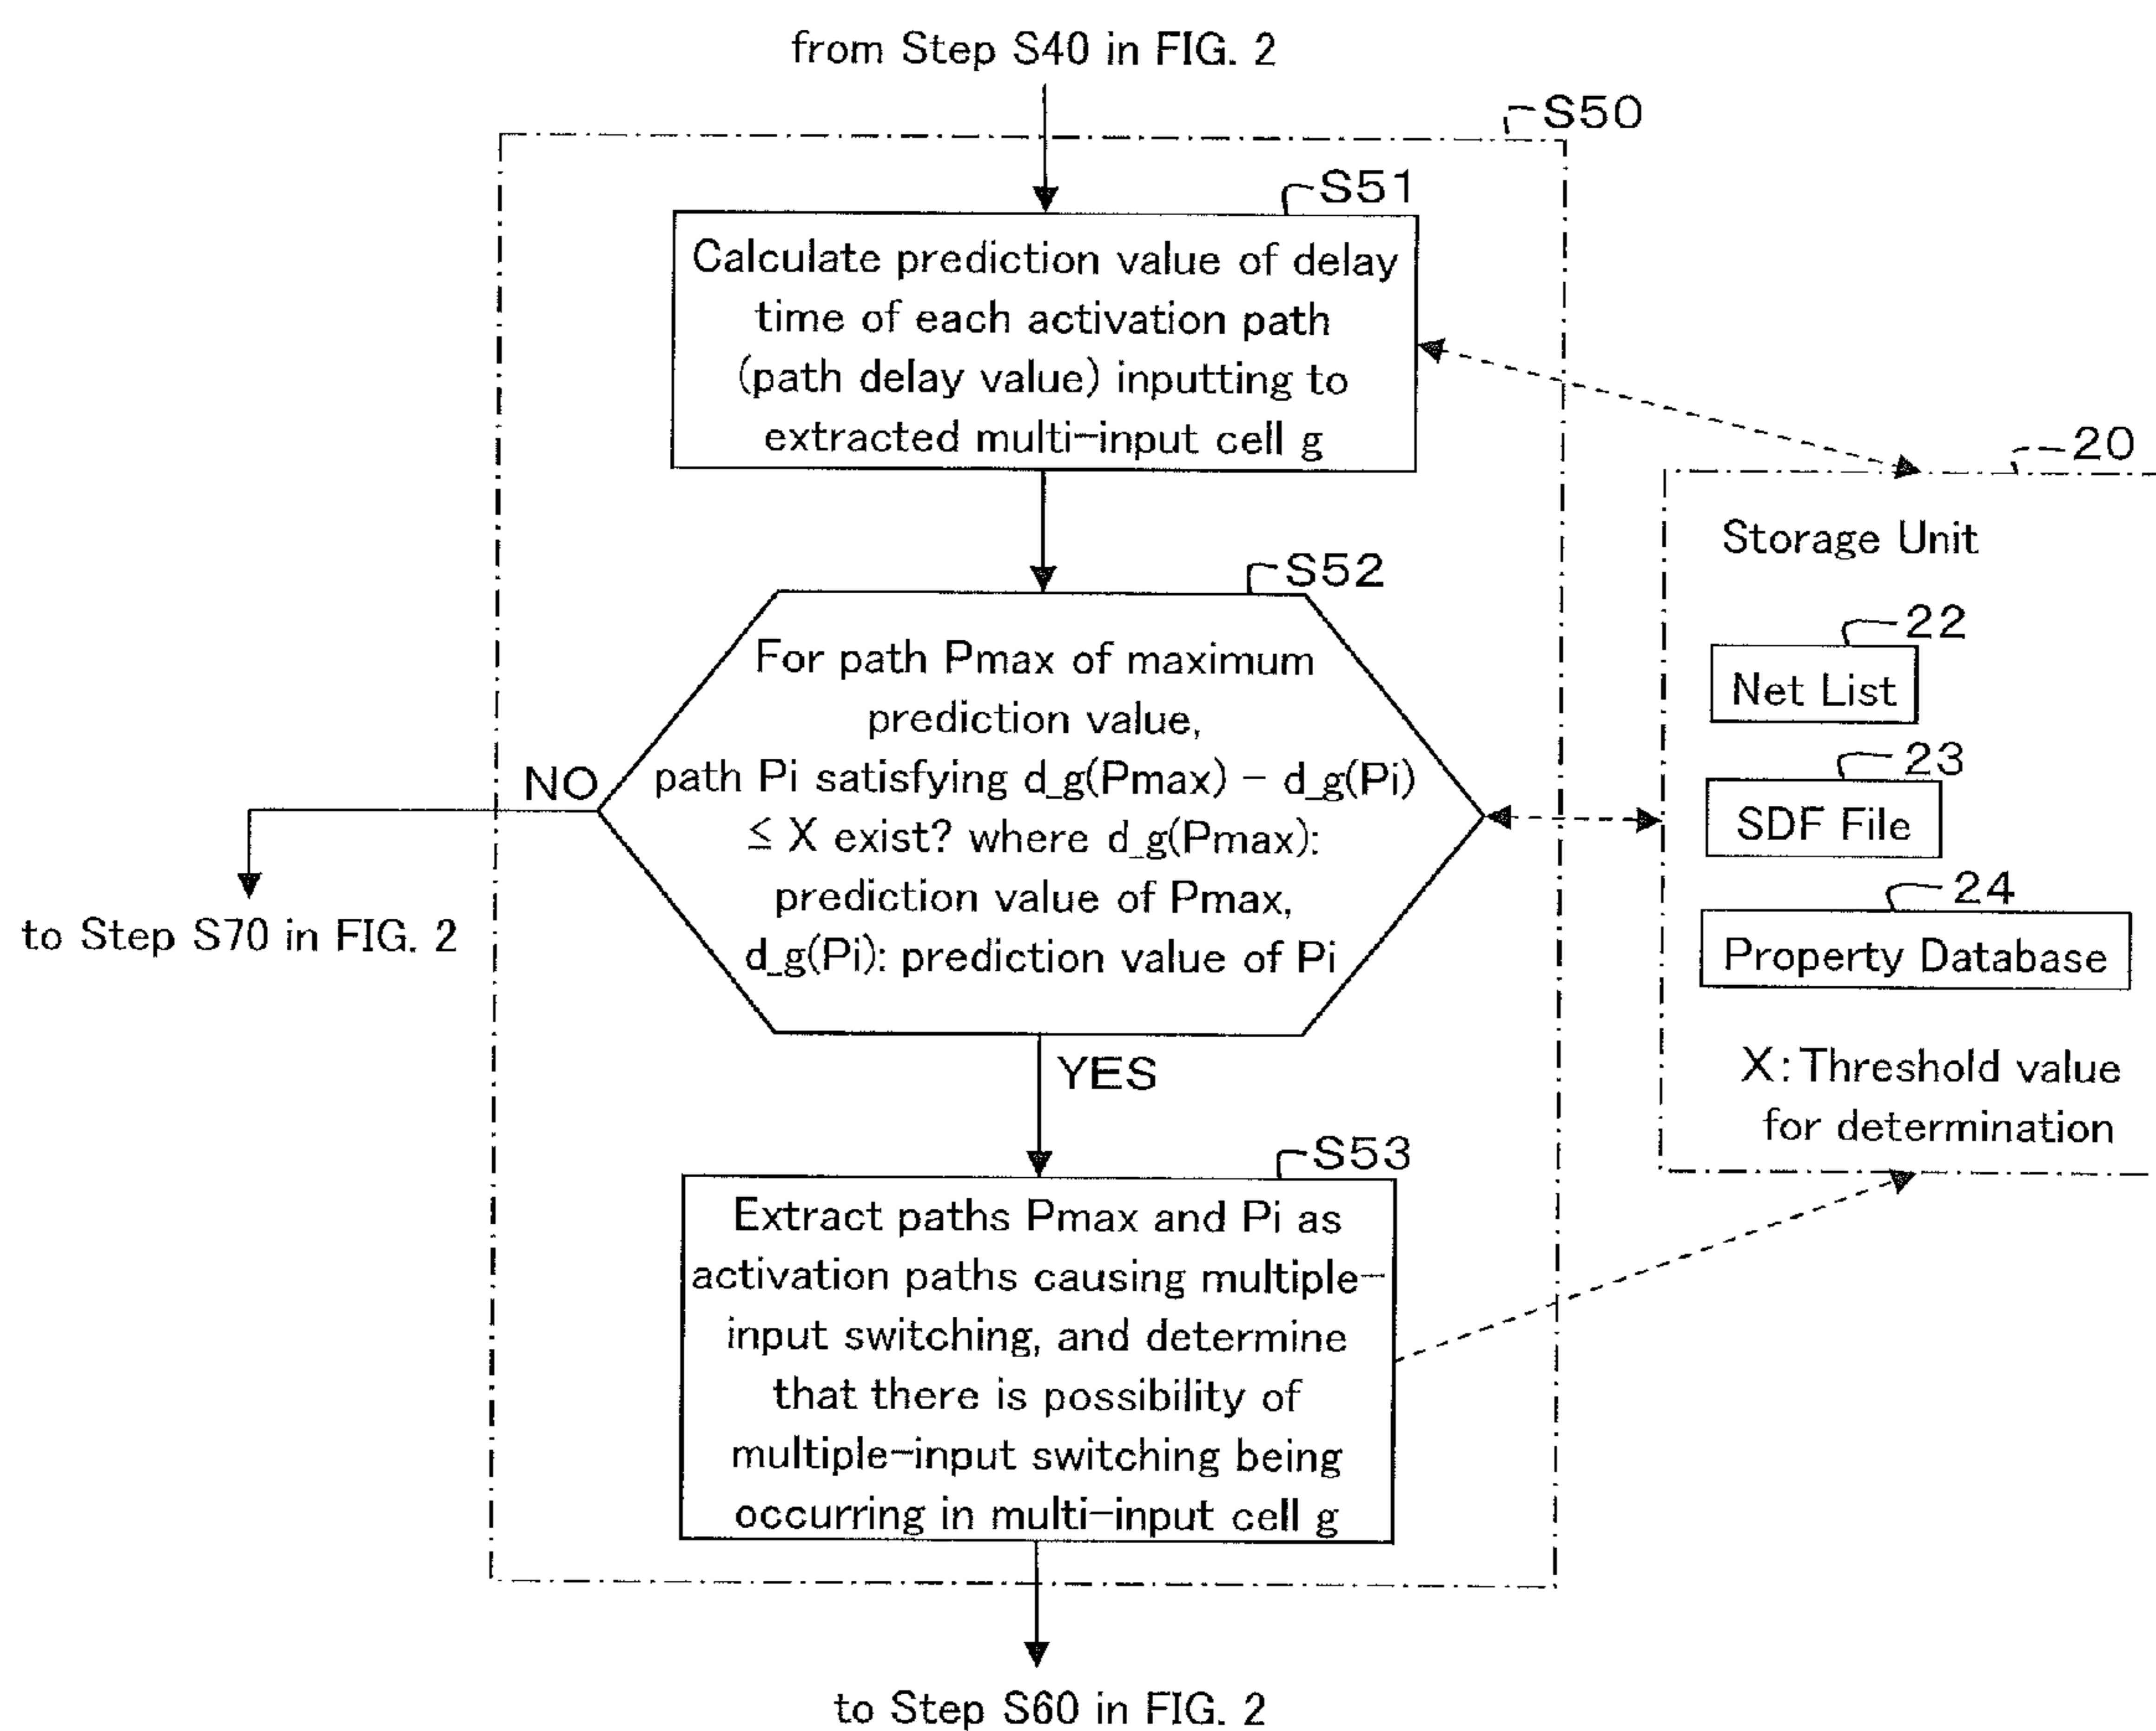 from Step S40 in FIG. 2
S50
S51
Calculate prediction value of delay
time of each activation path
(path delay value) inputting to
extracted multi-input cell g
S52
For path Pmax of maximum
prediction value,
path Pi satisfying d_g(Pmax) - d_g(Pi)
≦ X exist? where d_g(Pmax):
prediction value of Pmax,
d_g(Pi): prediction value of Pi
NO
to Step S70 in FIG. 2
YES
S53
Extract paths Pmax and Pi as
activation paths causing multiple-
input switching, and determine
that there is possibility of
multiple-input switching being
occurring in multi-input cell g
to Step S60 in FIG. 2
20
Storage Unit
22
Net List
23
SDF File
24
Property Database
X: Threshold value
for determination